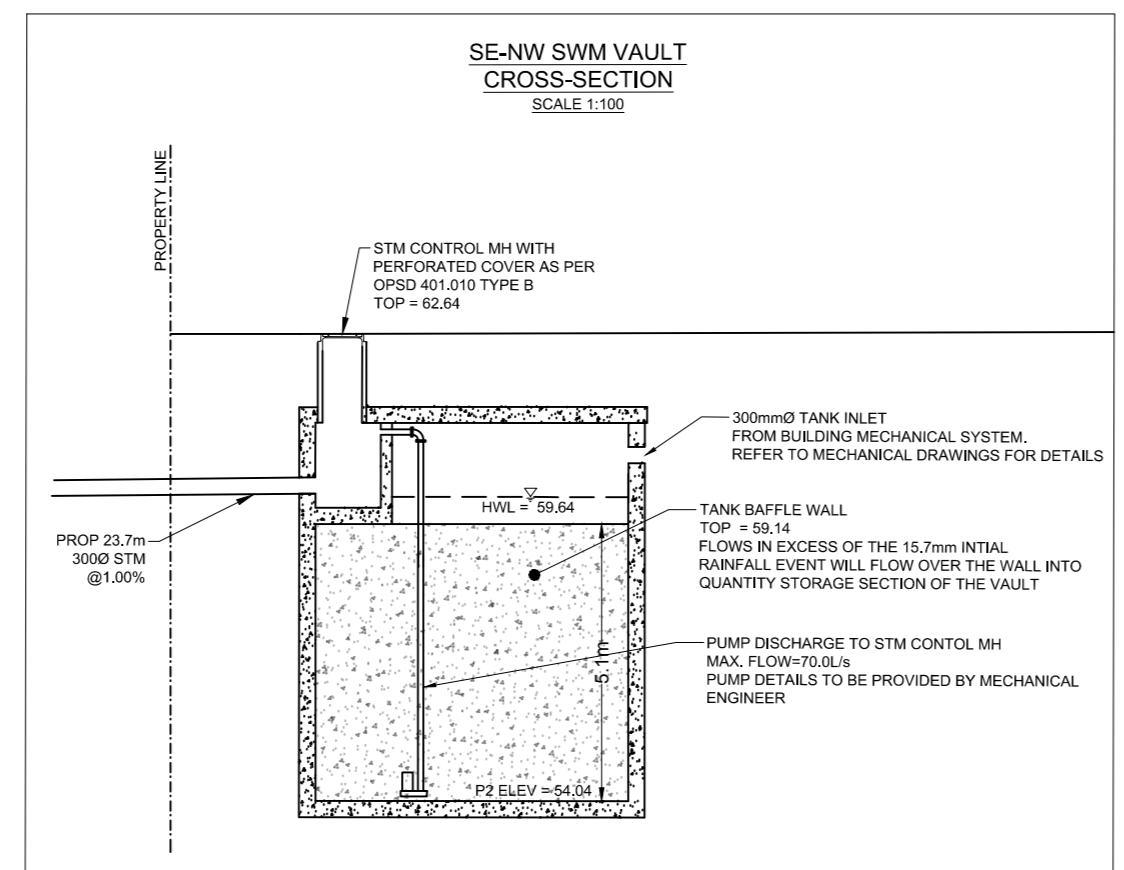 SE-NW SWM VAULT
CROSS-SECTION
SCALE 1:100
PROPERTY LINE
STM CONTROL MH WITH
PERFORATED COVER AS PER
OPSD 401.010 TYPE B
TOP = 62.64
300mmØ TANK INLET
FROM BUILDING MECHANICAL SYSTEM.
REFER TO MECHANICAL DRAWINGS FOR DETAILS
HWL = 59.64
TANK BAFFLE WALL
TOP = 59.14
FLOWS IN EXCESS OF THE 15.7mm INTIAL
RAINFALL EVENT WILL FLOW OVER THE WALL INTO
QUANTITY STORAGE SECTION OF THE VAULT
PROP 23.7m
300Ø STM
@1.00%
PUMP DISCHARGE TO STM CONTOL MH
MAX. FLOW=70.0L/s
PUMP DETAILS TO BE PROVIDED BY MECHANICAL
ENGINEER
5.1m
P2 ELEV = 54.04